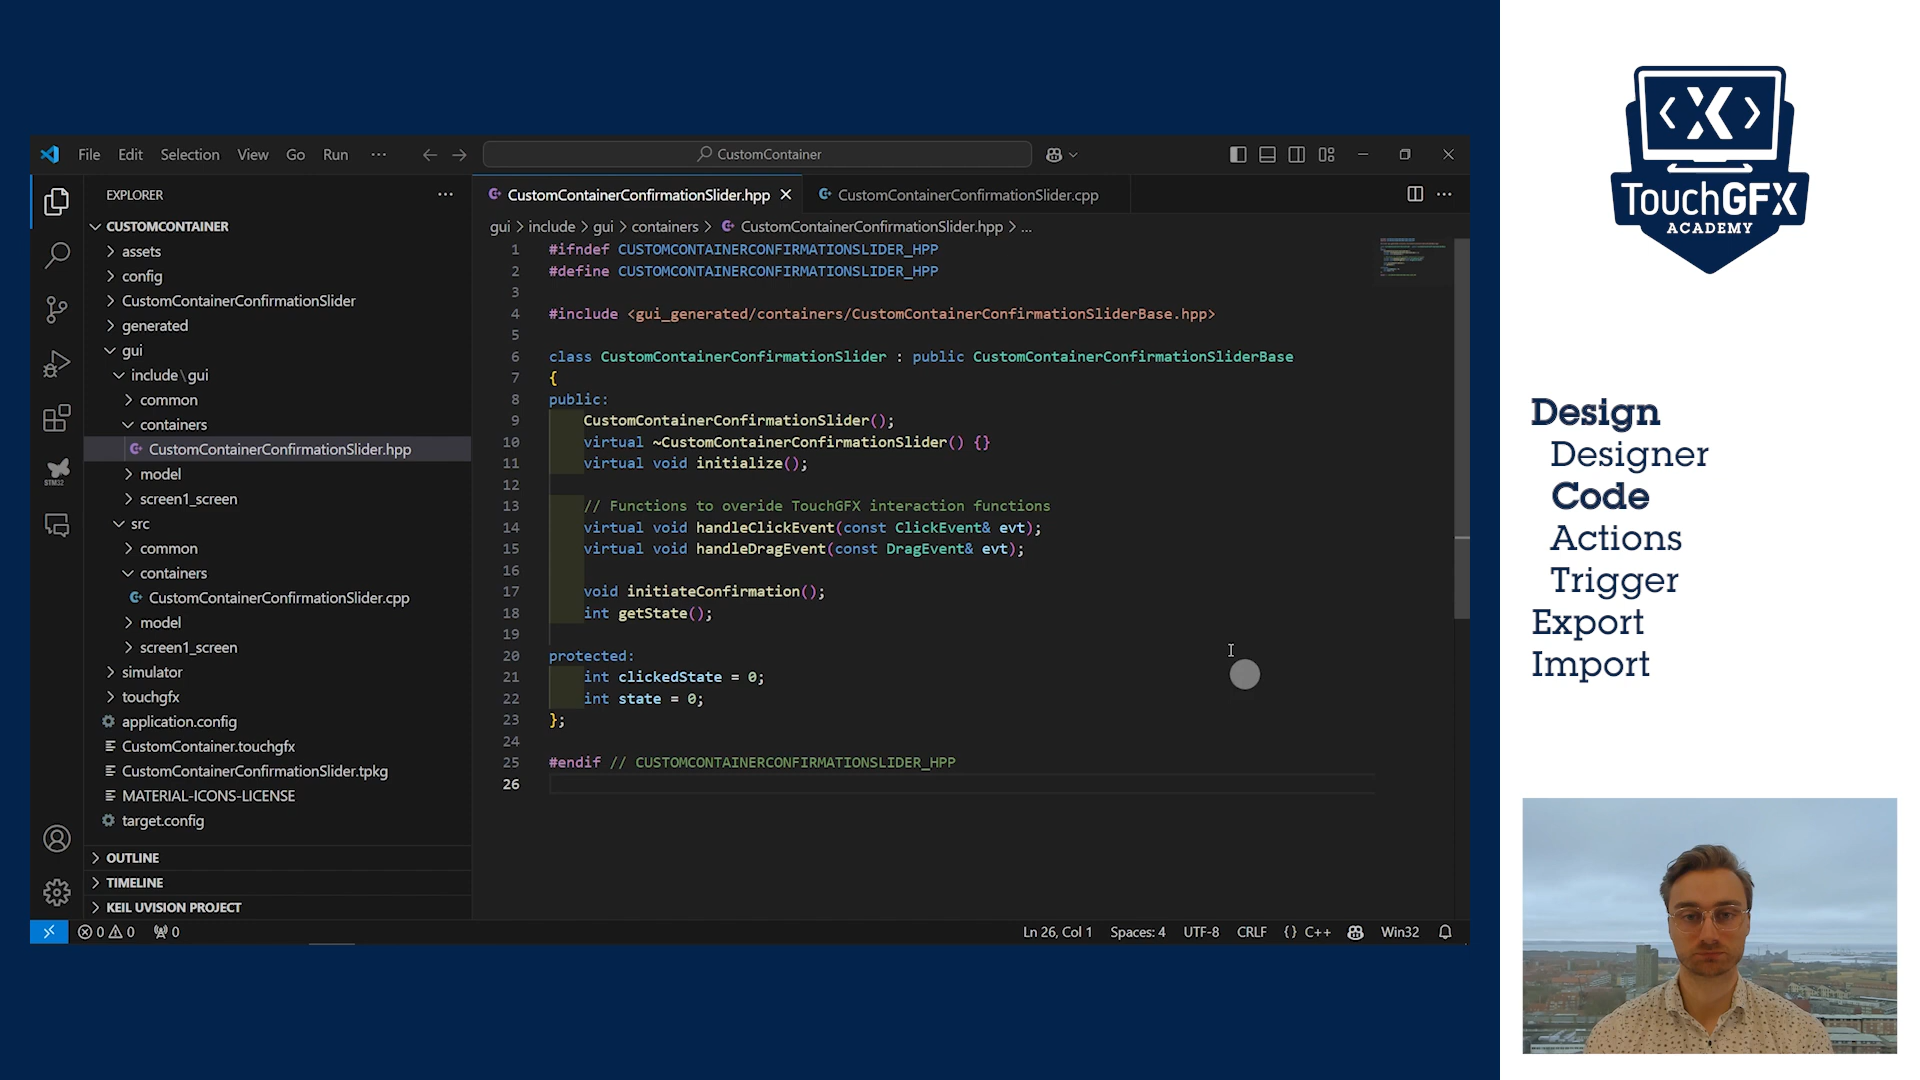 File Edit Selection View Go Run ··· CustomContainer
EXPLORER ···
CUSTOMCONTAINER
assets
config
CustomContainerConfirmationSlider
generated
gui
include\gui
common
containers
CustomContainerConfirmationSlider.hpp
model
screen1_screen
src
common
containers
CustomContainerConfirmationSlider.cpp
model
screen1_screen
simulator
touchgfx
application.config
CustomContainer.touchgfx
CustomContainerConfirmationSlider.tpkg
MATERIAL-ICONS-LICENSE
target.config
OUTLINE
TIMELINE
KEIL UVISION PROJECT
STM32
CustomContainerConfirmationSlider.hpp CustomContainerConfirmationSlider.cpp ···
gui > include > gui > containers > CustomContainerConfirmationSlider.hpp > ...
1 #ifndef CUSTOMCONTAINERCONFIRMATIONSLIDER_HPP
2 #define CUSTOMCONTAINERCONFIRMATIONSLIDER_HPP
3
4 #include <gui_generated/containers/CustomContainerConfirmationSliderBase.hpp>
5
6 class CustomContainerConfirmationSlider : public CustomContainerConfirmationSliderBase
7 {
8 public:
9 CustomContainerConfirmationSlider();
10 virtual ~CustomContainerConfirmationSlider() {}
11 virtual void initialize();
12
13 // Functions to overide TouchGFX interaction functions
14 virtual void handleClickEvent(const ClickEvent& evt);
15 virtual void handleDragEvent(const DragEvent& evt);
16
17 void initiateConfirmation();
18 int getState();
19
20 protected:
21 int clickedState = 0;
22 int state = 0;
23 };
24
25 #endif // CUSTOMCONTAINERCONFIRMATIONSLIDER_HPP
26
0 0 0 Ln 26, Col 1 Spaces: 4 UTF-8 CRLF {} C++ Win32
TouchGFX
ACADEMY
Design
Designer
Code
Actions
Trigger
Export
Import